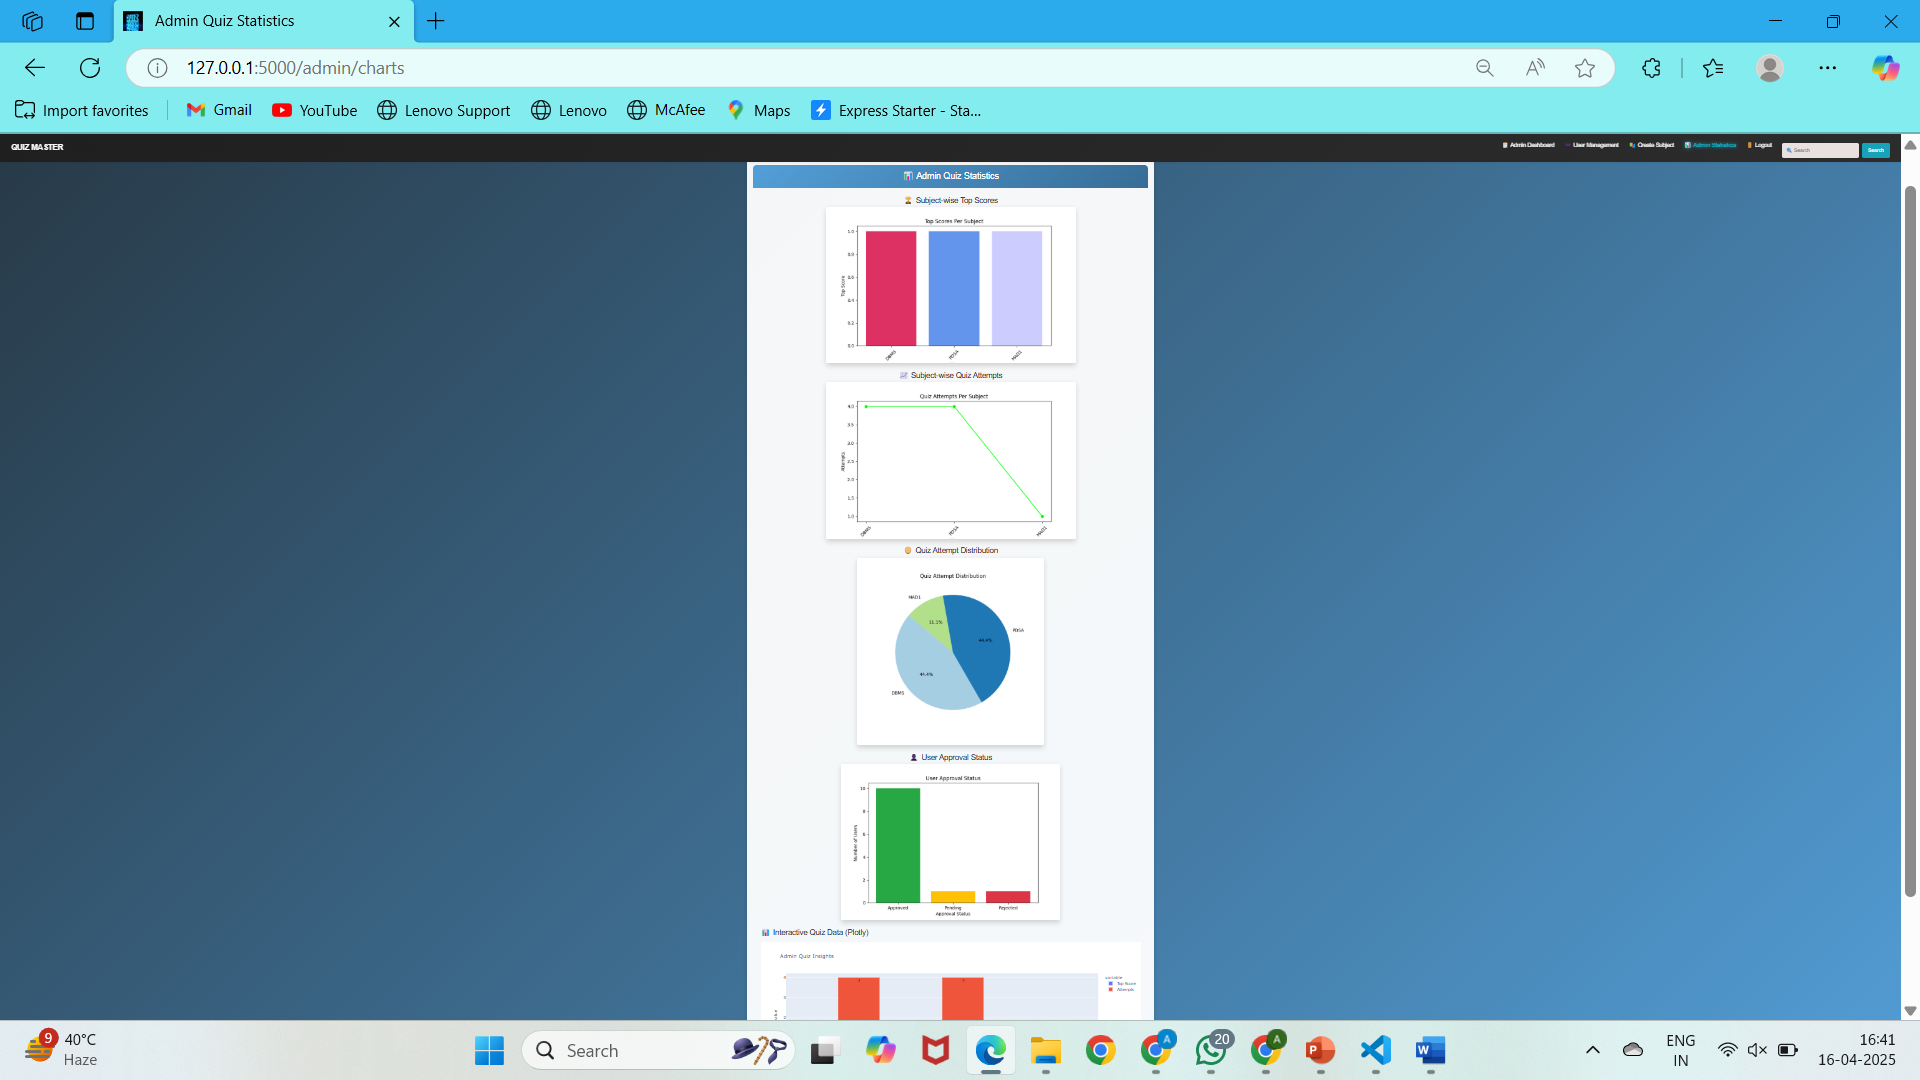 Admin Quiz Statistics
127.0.0.1:5000/admin/charts
Import favorites Gmail YouTube Lenovo Support Lenovo McAfee Maps Express Starter - Sta...
QUIZ MASTER Admin Dashboard User Management Create Subject Admin Statistics Logout Search Search
Admin Quiz Statistics
Subject-wise Top Scores
Top Scores Per Subject
1.0
0.8
0.6
0.4
0.2
0.0
Top Score
DBMS PDSA MAD1
Subject-wise Quiz Attempts
Quiz Attempts Per Subject
4.0
3.5
3.0
2.5
2.0
1.5
1.0
Attempts
DBMS PDSA MAD1
Quiz Attempt Distribution
Quiz Attempt Distribution
MAD1
11.1%
PDSA
44.4%
44.4%
DBMS
User Approval Status
User Approval Status
10
8
6
4
2
0
Number of Users
Approved Pending Rejected
Approval Status
Interactive Quiz Data (Plotly)
Admin Quiz Insights
variable
Top Score
Attempts
4
3
2
value
9 40°C
Haze
Search
A 20 A
ENG
IN
16:41
16-04-2025